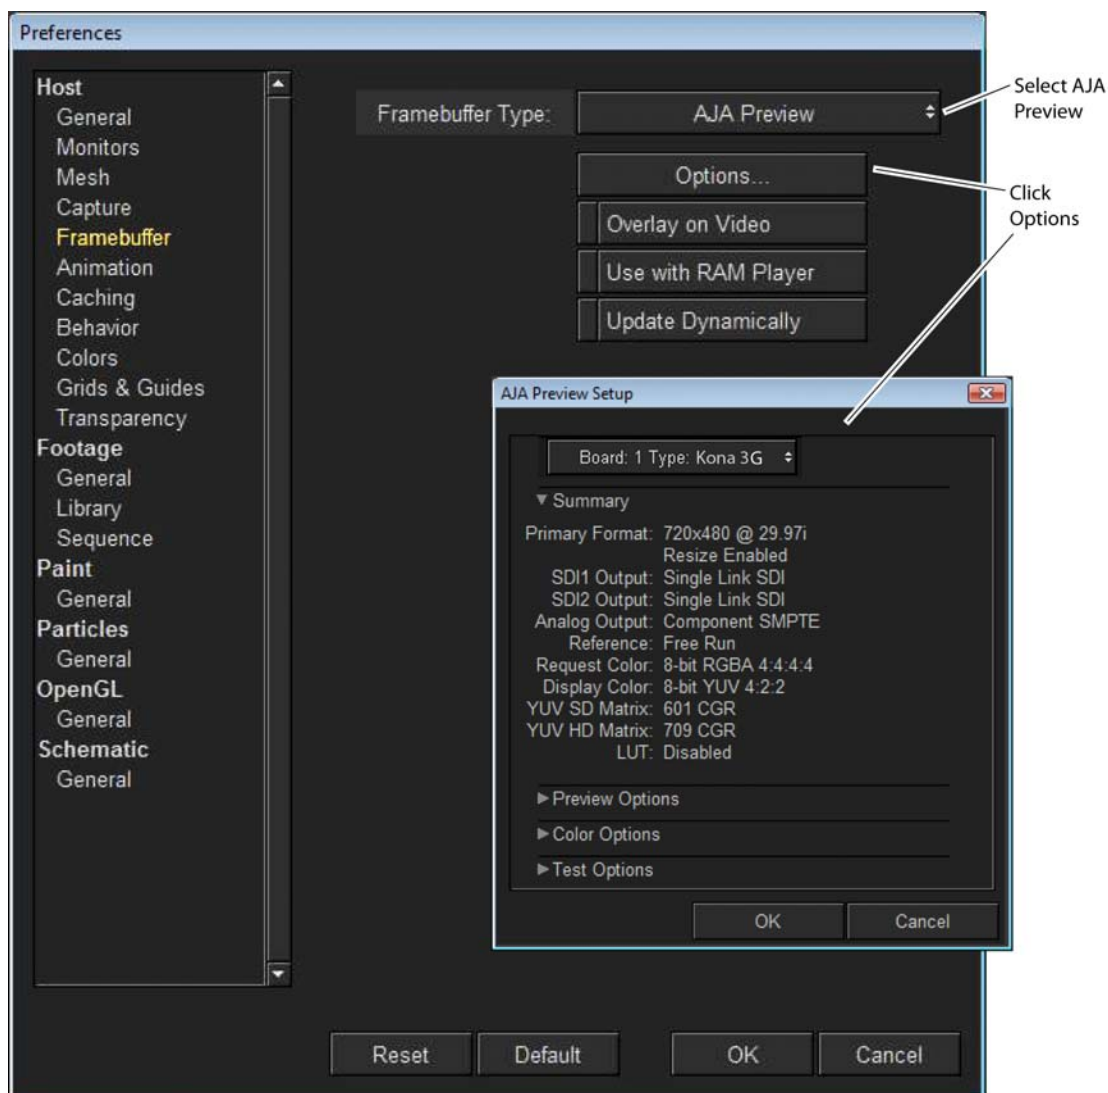 Preferences
Host
General
Monitors
Mesh
Capture
Framebuffer
Animation
Caching
Behavior
Colors
Grids & Guides
Transparency
Footage
General
Library
Sequence
Paint
General
Particles
General
OpenGL
General
Schematic
General
Framebuffer Type: AJA Preview
Options...
Overlay on Video
Use with RAM Player
Update Dynamically
Select AJA
Preview
Click
Options
AJA Preview Setup
Board: 1 Type: Kona 3G
Summary
Primary Format: 720x480 @ 29.97i
Resize Enabled
SDI1 Output: Single Link SDI
SDI2 Output: Single Link SDI
Analog Output: Component SMPTE
Reference: Free Run
Request Color: 8-bit RGBA 4:4:4:4
Display Color: 8-bit YUV 4:2:2
YUV SD Matrix: 601 CGR
YUV HD Matrix: 709 CGR
LUT: Disabled
Preview Options
Color Options
Test Options
OK Cancel
Reset Default OK Cancel